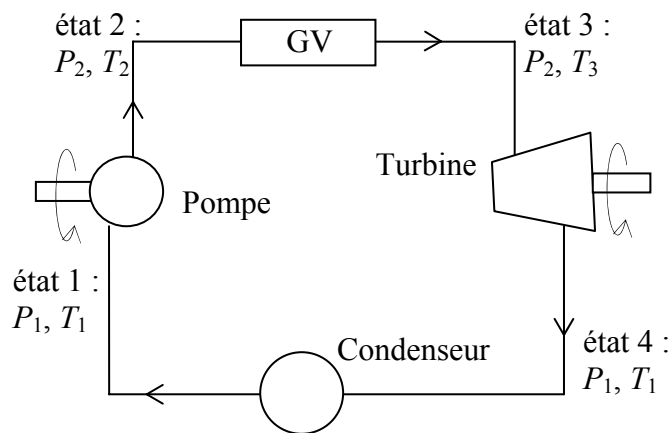 état 2 :
P₂, T₂
GV
état 3 :
P₂, T₃
Turbine
Pompe
état 1 :
P₁, T₁
Condenseur
état 4 :
P₁, T₁